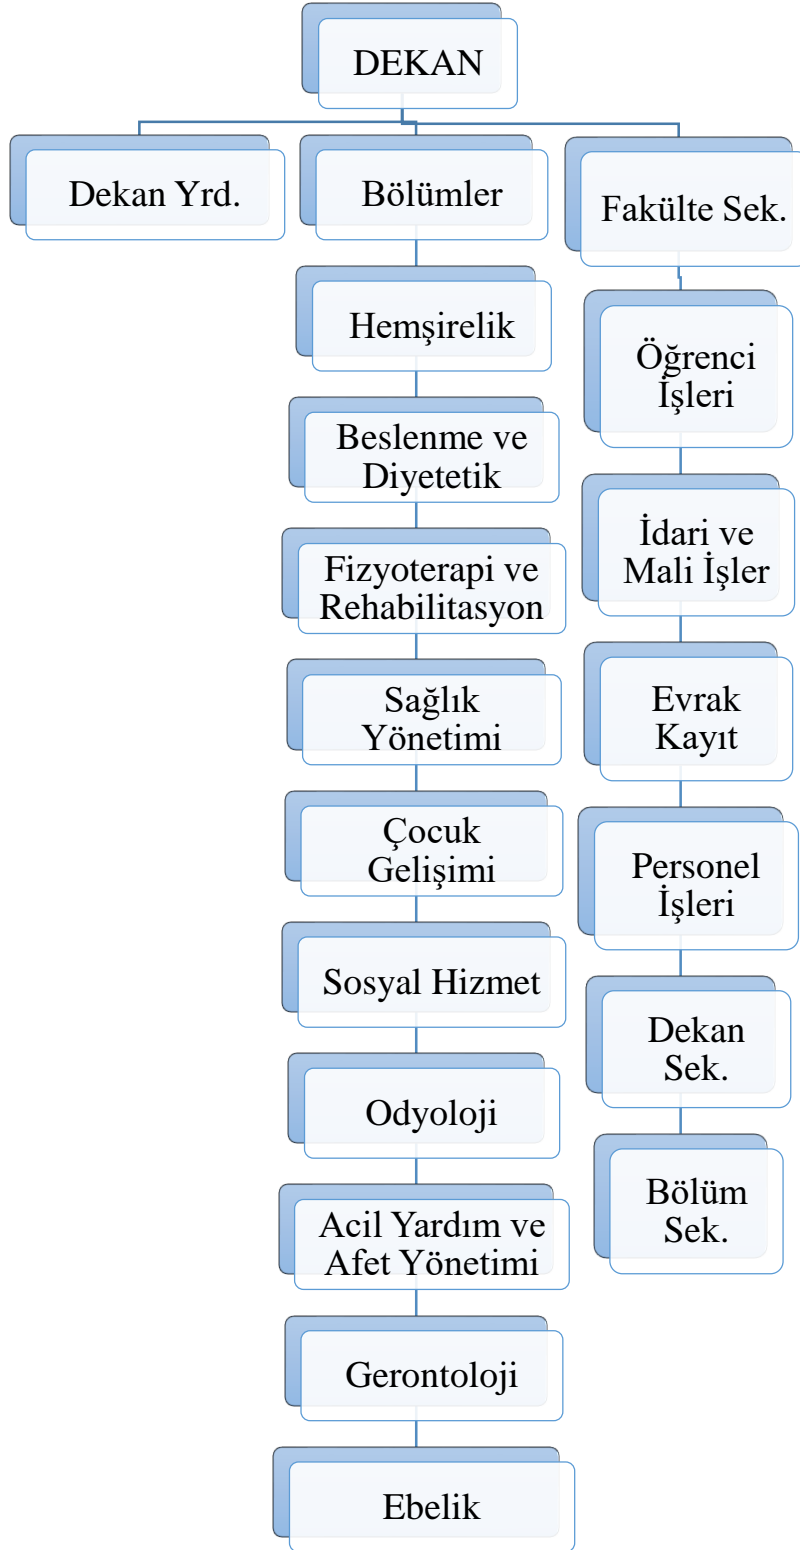 DEKAN
Dekan Yrd.
Bölümler
Fakülte Sek.
Hemşirelik
Beslenme ve
Diyetetik
Fizyoterapi ve
Rehabilitasyon
Sağlık
Yönetimi
Çocuk
Gelişimi
Sosyal Hizmet
Odyoloji
Acil Yardım ve
Afet Yönetimi
Gerontoloji
Ebelik
Öğrenci
İşleri
İdari ve
Mali İşler
Evrak
Kayıt
Personel
İşleri
Dekan
Sek.
Bölüm
Sek.